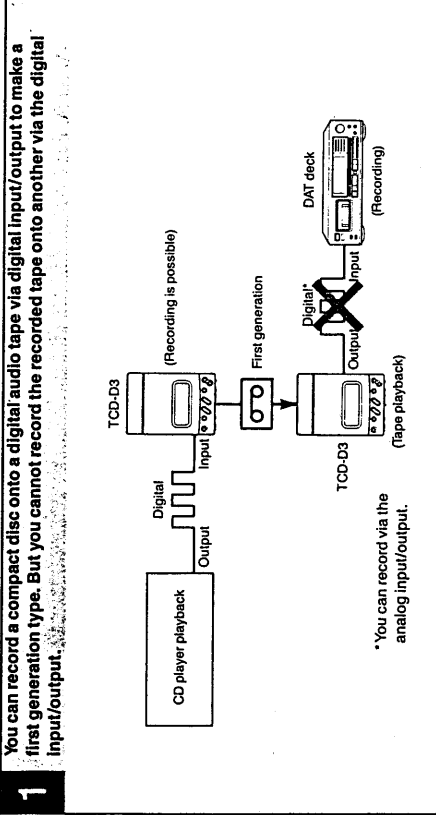 1
You can record a compact disc onto a digital audio tape via digital input/output to make a
first generation type. But you cannot record the recorded tape onto another via the digital
input/output.
TCD-D3
(Recording is possible)
CD player playback
Digital
Output
Input
First generation
TCD-D3
(Tape playback)
Digital*
Output
Input
DAT deck
(Recording)
*You can record via the
analog input/output.